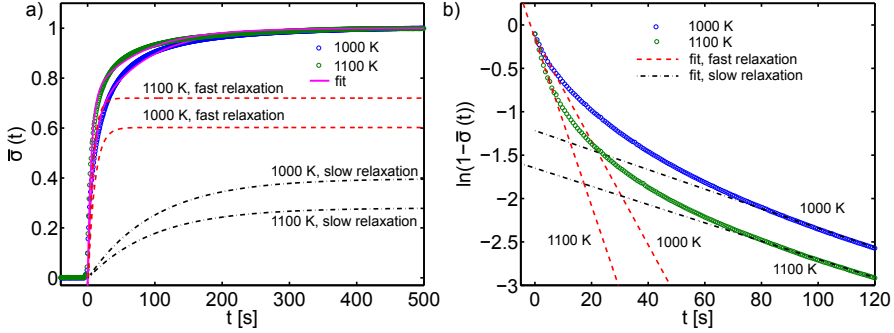 a)
1
0.8
0.6
0.4
0.2
0
σ̅ (t)
1000 K
1100 K
fit
1100 K, fast relaxation
1000 K, fast relaxation
1000 K, slow relaxation
1100 K, slow relaxation
0 100 200 300 400 500
t [s]
b)
0
−0.5
−1
−1.5
−2
−2.5
−3
ln(1−σ̅ (t))
1000 K
1100 K
fit, fast relaxation
fit, slow relaxation
1000 K
1100 K
1000 K
1100 K
0 20 40 60 80 100 120
t [s]